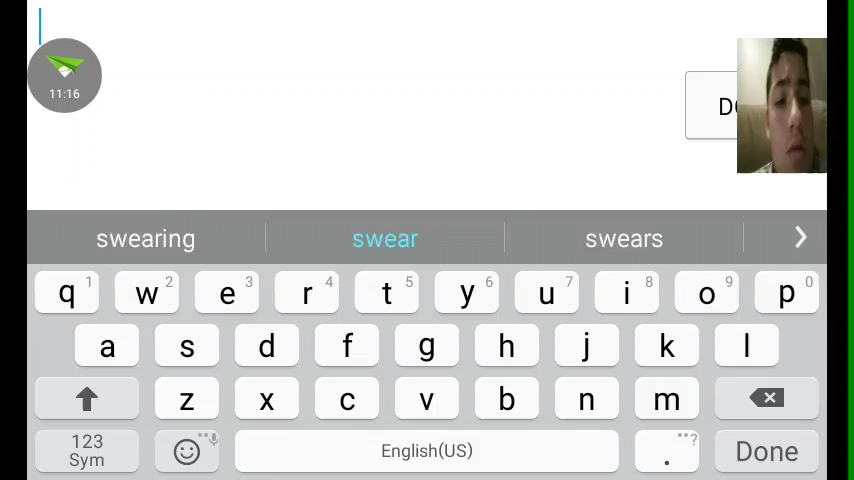 11:16
swearing swear swears
q 1 w 2 e 3 r 4 t 5 y 6 u 7 i 8 o 9 p 0
a s d f g h j k l
z x c v b n m
123
Sym
English(US)
. ?
Done